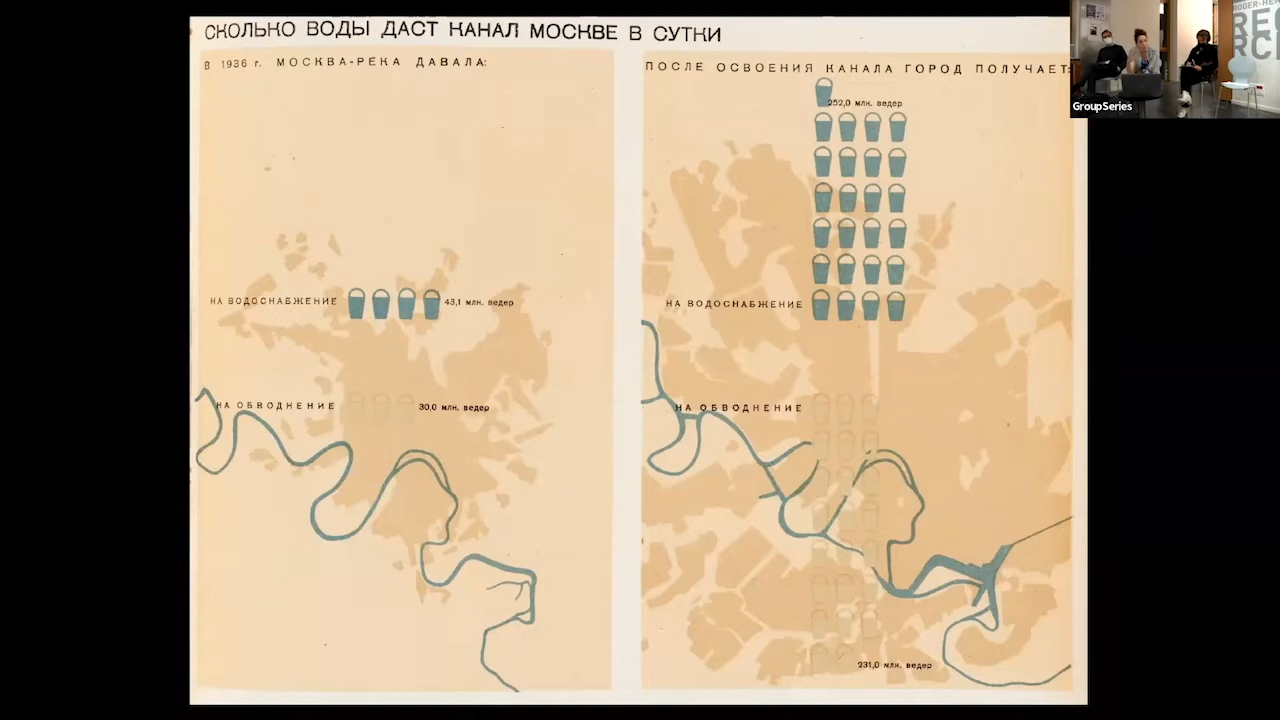 СКОЛЬКО ВОДЫ ДАСТ КАНАЛ МОСКВЕ В СУТКИ
В 1936 г. МОСКВА-РЕКА ДАВАЛА:
НА ВОДОСНАБЖЕНИЕ 43,1 млн. ведер
НА ОБВОДНЕНИЕ 30,0 млн. ведер
ПОСЛЕ ОСВОЕНИЯ КАНАЛА ГОРОД ПОЛУЧАЕТ:
252,0 млн. ведер
НА ВОДОСНАБЖЕНИЕ
НА ОБВОДНЕНИЕ
231,0 млн. ведер
GroupSeries